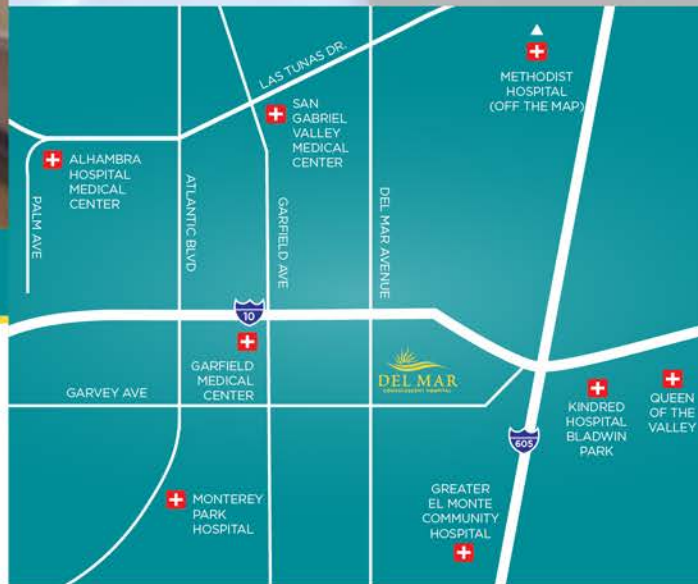 LAS TUNAS DR.
METHODIST
HOSPITAL
(OFF THE MAP)
SAN
GABRIEL
VALLEY
MEDICAL
CENTER
ALHAMBRA
HOSPITAL
MEDICAL
CENTER
PALM AVE
ATLANTIC BLVD
GARFIELD AVE
DEL MAR AVENUE
10
GARFIELD
MEDICAL
CENTER
DEL MAR
CONVALESCENT HOSPITAL
GARVEY AVE
KINDRED
HOSPITAL
BLADWIN
PARK
QUEEN
OF THE
VALLEY
605
MONTEREY
PARK
HOSPITAL
GREATER
EL MONTE
COMMUNITY
HOSPITAL